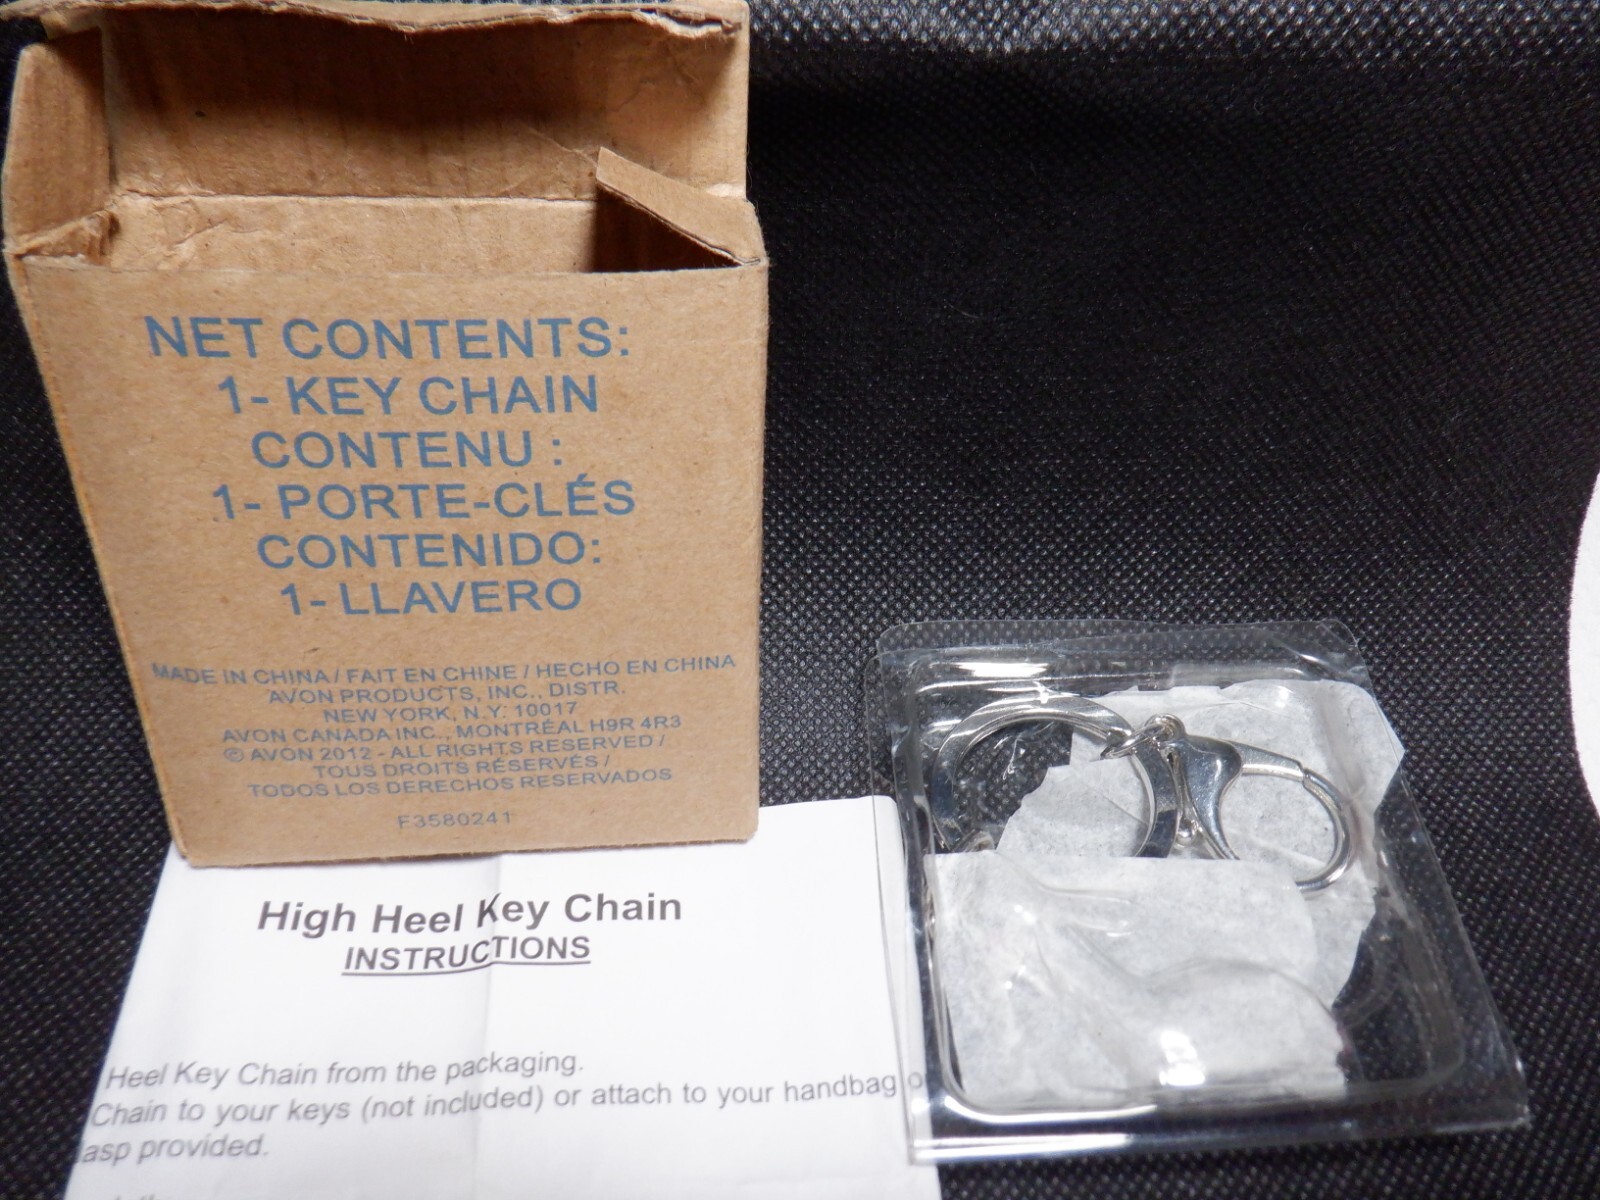 NET CONTENTS:
1- KEY CHAIN
CONTENU :
1- PORTE-CLÉS
CONTENIDO:
1- LLAVERO
MADE IN CHINA / FAIT EN CHINE / HECHO EN CHINA
AVON PRODUCTS, INC., DISTR.
NEW YORK, N.Y. 10017
AVON CANADA INC., MONTRÉAL H9R 4R3
© AVON 2012 - ALL RIGHTS RESERVED /
TOUS DROITS RÉSERVÉS /
TODOS LOS DERECHOS RESERVADOS
F3580241
High Heel Key Chain
INSTRUCTIONS
Heel Key Chain from the packaging.
Chain to your keys (not included) or attach to your handbag
asp provided.